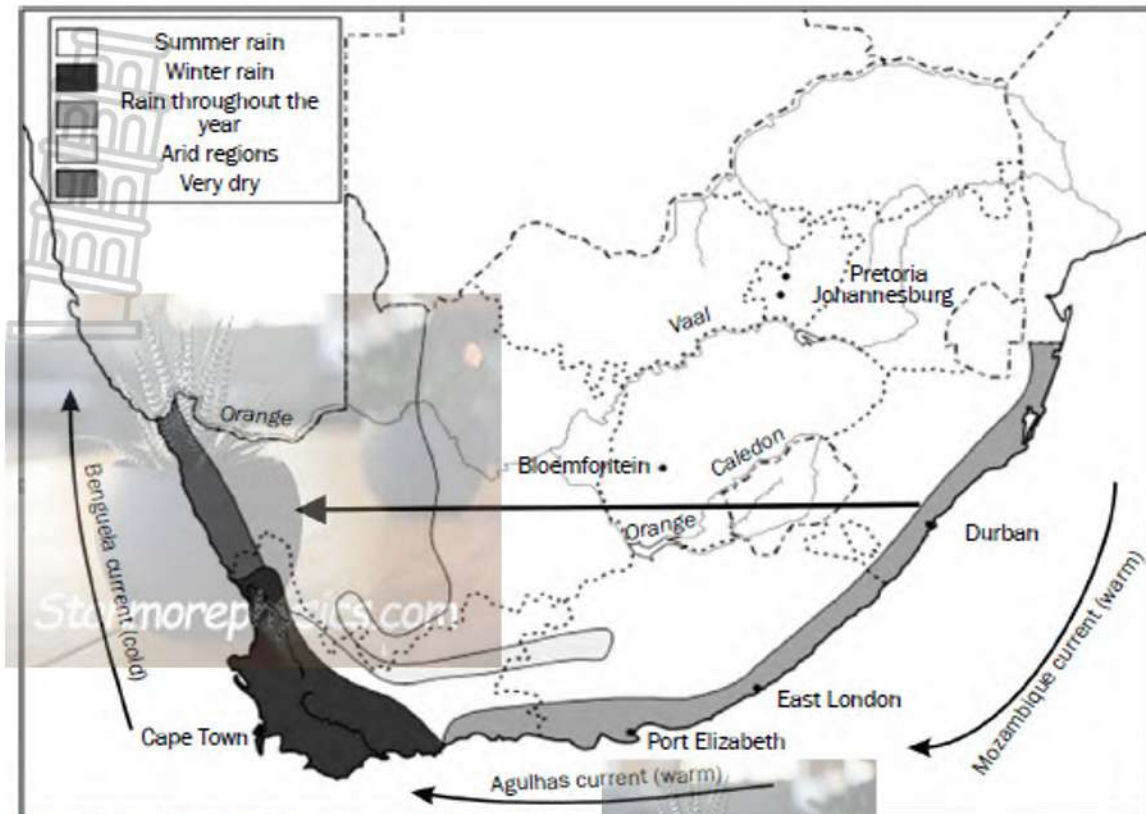 Summer rain
Winter rain
Rain throughout the
year
Arid regions
Very dry
Pretoria
Johannesburg
Vaal
Orange
Bloemfontein
Caledon
Orange
Durban
Benguela current (cold)
Stanmorephysics.com
Mozambique current (warm)
East London
Cape Town
Port Elizabeth
Agulhas current (warm)